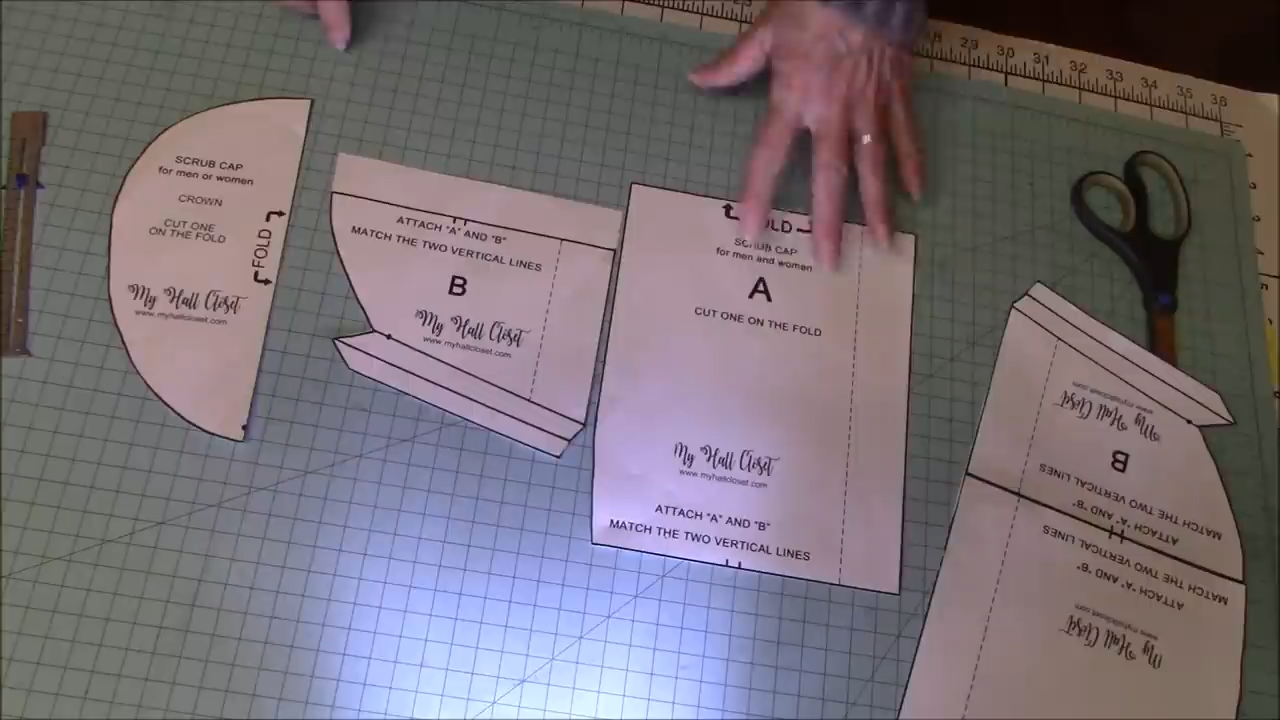 SCRUB CAP
for men or women
CROWN
CUT ONE
ON THE FOLD
FOLD
My Hall Closet
www.myhallcloset.com
ATTACH "A" AND "B"
MATCH THE TWO VERTICAL LINES
B
My Hall Closet
www.myhallcloset.com
SCRUB CAP
for men and women
A
CUT ONE ON THE FOLD
My Hall Closet
www.myhallcloset.com
ATTACH "A" AND "B"
MATCH THE TWO VERTICAL LINES
29 30 31 32 33 34 35 36
My Hall Closet
www.myhallcloset.com
B
MATCH THE TWO VERTICAL LINES
ATTACH "A" AND "B"
MATCH THE TWO VERTICAL LINES
ATTACH "A" AND "B"
My Hall Closet
www.myhallcloset.com